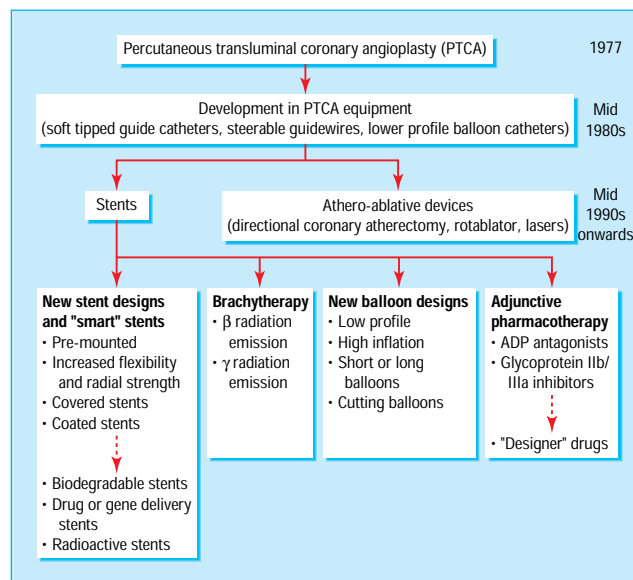 Percutaneous transluminal coronary angioplasty (PTCA)
1977
Development in PTCA equipment
(soft tipped guide catheters, steerable guidewires, lower profile balloon catheters)
Mid
1980s
Stents
Athero-ablative devices
(directional coronary atherectomy, rotablator, lasers)
Mid
1990s
onwards
New stent designs
and "smart" stents
• Pre-mounted
• Increased flexibility
and radial strength
• Covered stents
• Coated stents
• Biodegradable stents
• Drug or gene delivery
stents
• Radioactive stents
Brachytherapy
• β radiation
emission
• γ radiation
emission
New balloon designs
• Low profile
• High inflation
• Short or long
balloons
• Cutting balloons
Adjunctive
pharmacotherapy
• ADP antagonists
• Glycoprotein IIb/
IIIa inhibitors
• "Designer" drugs